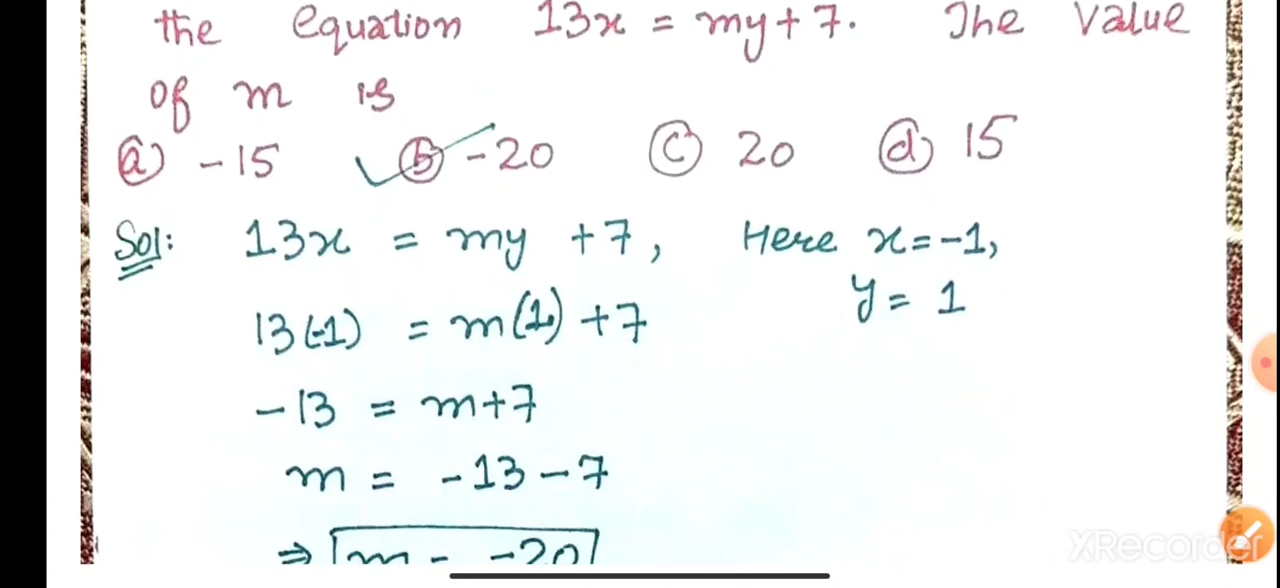 the equation 13x = my + 7. The value
of m is
(a) -15 (b) -20 (c) 20 (d) 15
Sol: 13x = my + 7, Here x = -1,
y = 1
13(-1) = m(1) + 7
-13 = m + 7
m = -13 - 7
⇒ m = -20
XRecorder